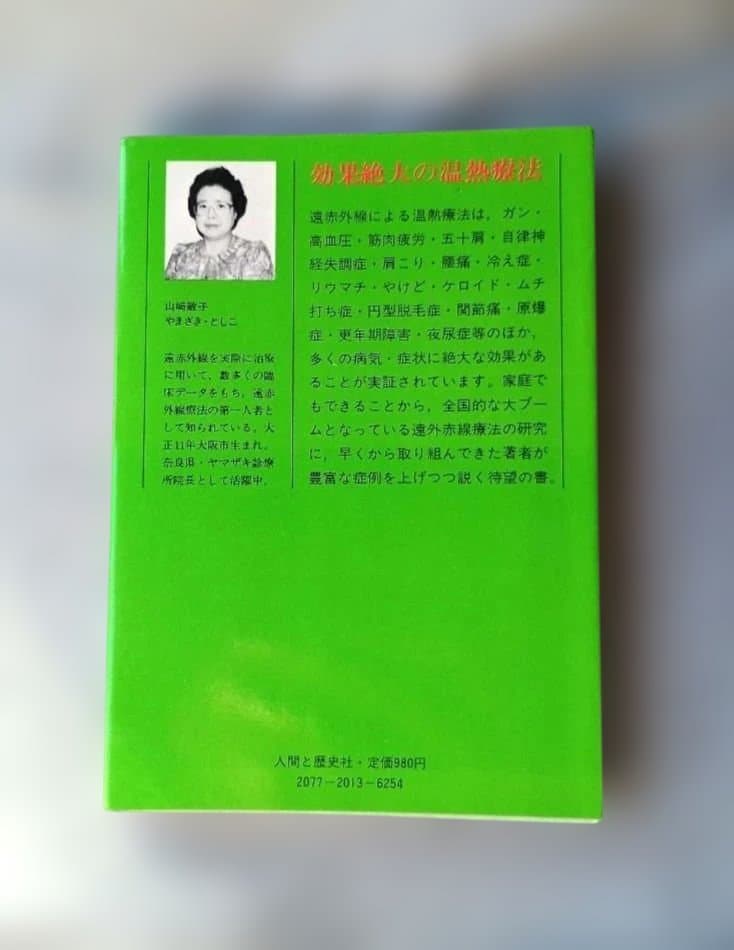 効果絶大の温熱療法
遠赤外線による温熱療法は，ガン・
高血圧・筋肉疲労・五十肩・自律神
経失調症・肩こり・腰痛・冷え症・
リウマチ・やけど・ケロイド・ムチ
打ち症・円型脱毛症・関節痛・原爆
症・更年期障害・夜尿症等のほか，
多くの病気・症状に絶大な効果があ
ることが実証されています。家庭で
もできることから，全国的な大ブー
ムとなっている遠外赤線療法の研究
に，早くから取り組んできた著者が
豊富な症例を上げつつ説く待望の書。
山崎敏子
やまざき・としこ
遠赤外線を実際に治療
に用いて，数多くの臨
床データをもち，遠赤
外線療法の第一人者と
して知られている。大
正11年大阪市生まれ。
奈良県・ヤマザキ診療
所院長として活躍中。
人間と歴史社・定価980円
2077－2013－6254